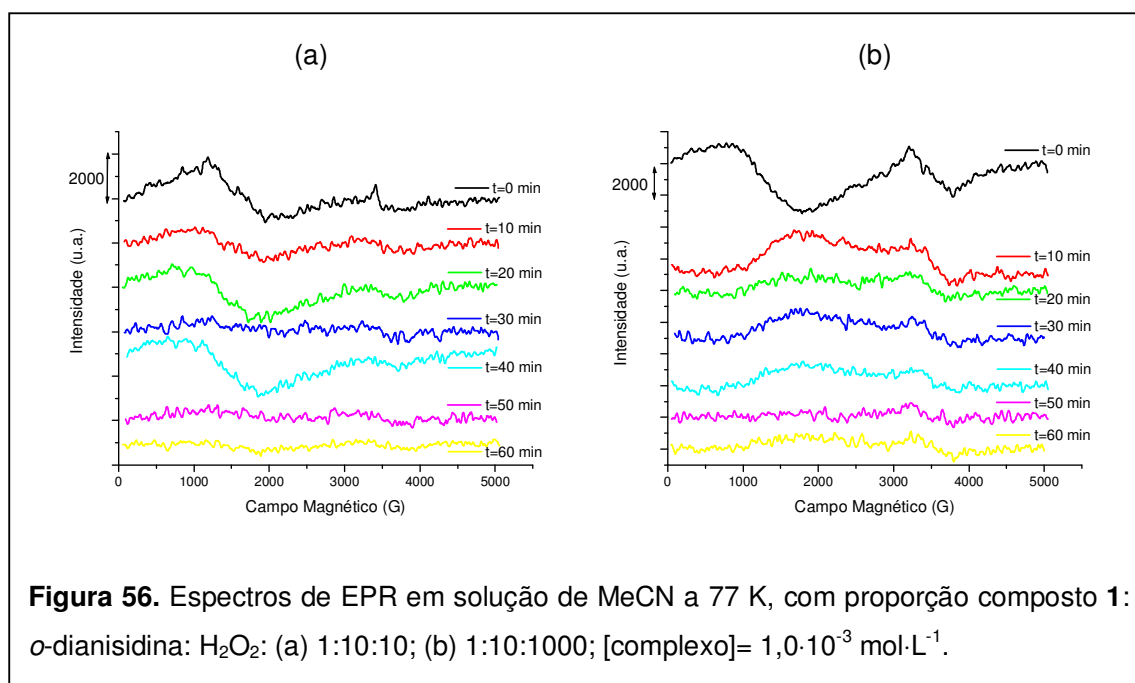 (a)
(b)
Intensidade (u.a.)
2000
t=0 min
t=10 min
t=20 min
t=30 min
t=40 min
t=50 min
t=60 min
0 1000 2000 3000 4000 5000
Campo Magnético (G)
Intensidade (u.a.)
2000
t=0 min
t=10 min
t=20 min
t=30 min
t=40 min
t=50 min
t=60 min
0 1000 2000 3000 4000 5000
Campo Magnético (G)
Figura 56. Espectros de EPR em solução de MeCN a 77 K, com proporção composto 1:
o-dianisidina: H₂O₂: (a) 1:10:10; (b) 1:10:1000; [complexo]= 1,0·10⁻³ mol·L⁻¹.